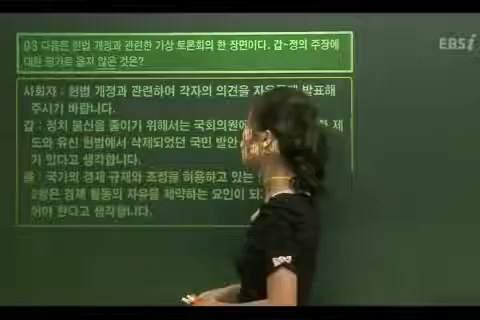 03 다음은 헌법 개정과 관련한 가상 토론회의 한 장면이다. 갑~정의 주장에
대한 평가로 옳지 않은 것은?
EBSi
사회자 : 헌법 개정과 관련하여 각자의 의견을 발표해
주시기 바랍니다.
갑 : 정치 불신을 줄이기 위해서는 국회의원에 제
도와 유신 헌법에서 삭제되었던 국민 발안
가 있다고 생각합니다.
을 : 국가의 경제 규제와 조정을 허용하고 있는
2항은 경제 활동의 자유를 제약하는 요인이 되
어야 한다고 생각합니다.